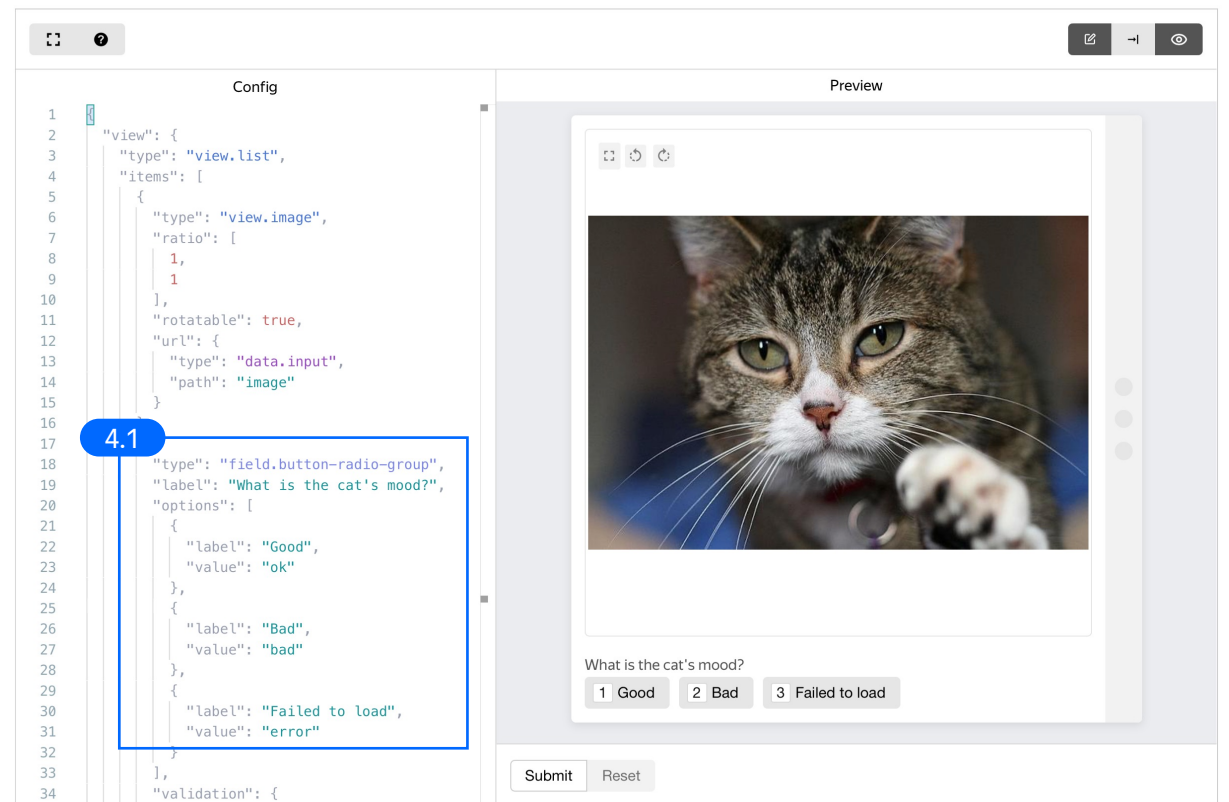 Config
Preview
1 {
2 "view": {
3 "type": "view.list",
4 "items": [
5 {
6 "type": "view.image",
7 "ratio": [
8 1,
9 1
10 ],
11 "rotatable": true,
12 "url": {
13 "type": "data.input",
14 "path": "image"
15 }
16
4.1
17
18 "type": "field.button-radio-group",
19 "label": "What is the cat's mood?",
20 "options": [
21 {
22 "label": "Good",
23 "value": "ok"
24 },
25 {
26 "label": "Bad",
27 "value": "bad"
28 },
29 {
30 "label": "Failed to load",
31 "value": "error"
32 }
33 ],
34 "validation": {
What is the cat's mood?
1 Good 2 Bad 3 Failed to load
Submit Reset